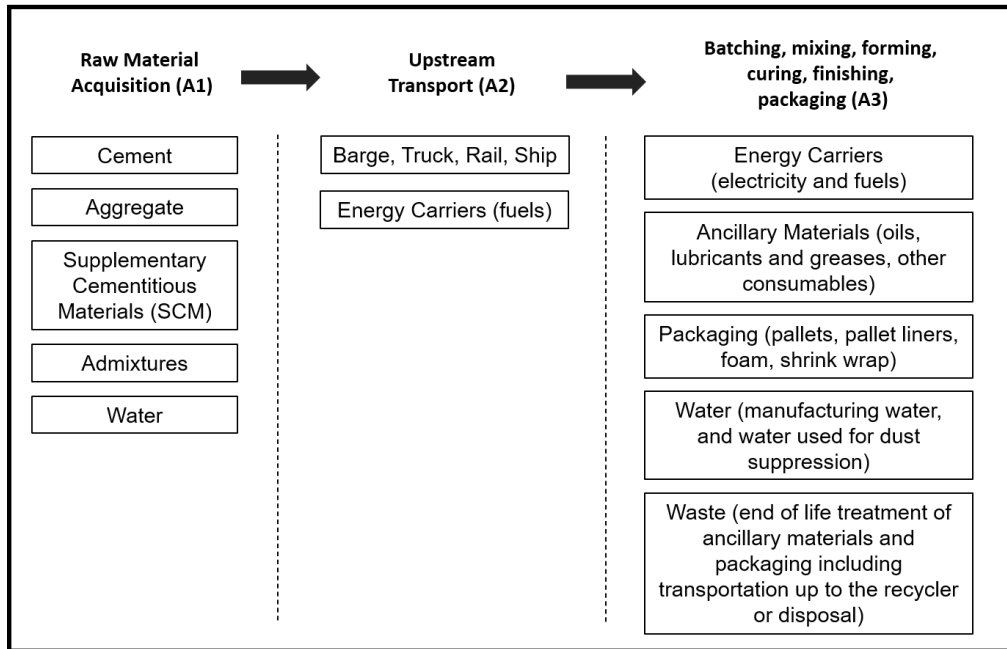 Raw Material
Acquisition (A1)
Cement
Aggregate
Supplementary
Cementitious
Materials (SCM)
Admixtures
Water
Upstream
Transport (A2)
Barge, Truck, Rail, Ship
Energy Carriers (fuels)
Batching, mixing, forming,
curing, finishing,
packaging (A3)
Energy Carriers
(electricity and fuels)
Ancillary Materials (oils,
lubricants and greases, other
consumables)
Packaging (pallets, pallet liners,
foam, shrink wrap)
Water (manufacturing water,
and water used for dust
suppression)
Waste (end of life treatment of
ancillary materials and
packaging including
transportation up to the recycler
or disposal)